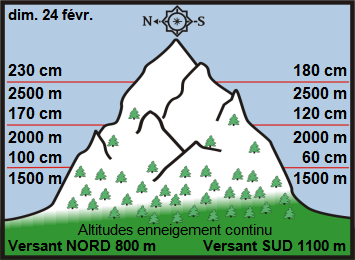 dim. 24 févr.
N S
230 cm 180 cm
2500 m 2500 m
170 cm 120 cm
2000 m 2000 m
100 cm 60 cm
1500 m 1500 m
Altitudes enneigement continu
Versant NORD 800 m Versant SUD 1100 m